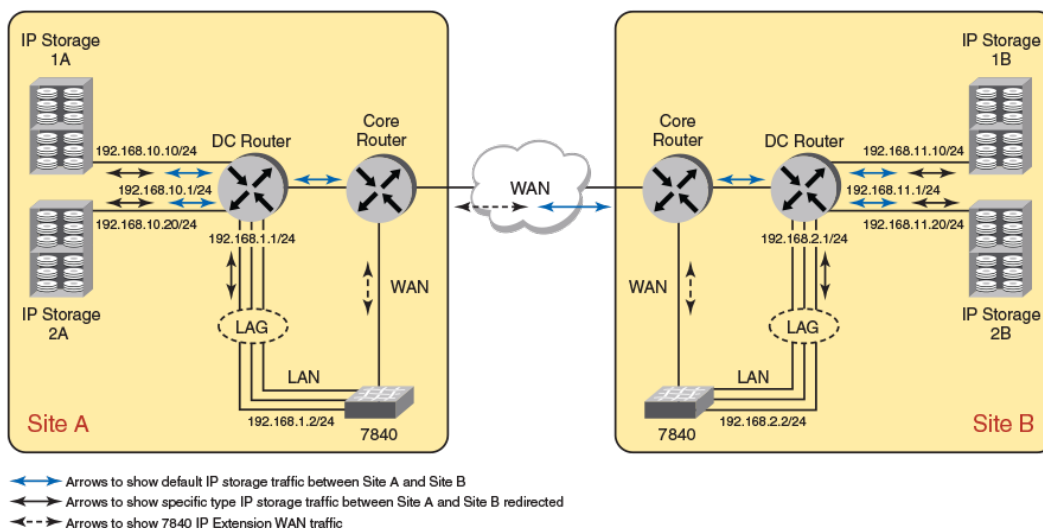 IP Storage
1A
192.168.10.10/24
192.168.10.1/24
192.168.10.20/24
IP Storage
2A
DC Router
Core
Router
192.168.1.1/24
WAN
LAG
LAN
192.168.1.2/24
7840
Site A
WAN
Core
Router
DC Router
IP Storage
1B
192.168.11.10/24
192.168.11.1/24
192.168.11.20/24
IP Storage
2B
192.168.2.1/24
WAN
LAG
LAN
192.168.2.2/24
7840
Site B
Arrows to show default IP storage traffic between Site A and Site B
Arrows to show specific type IP storage traffic between Site A and Site B redirected
Arrows to show 7840 IP Extension WAN traffic